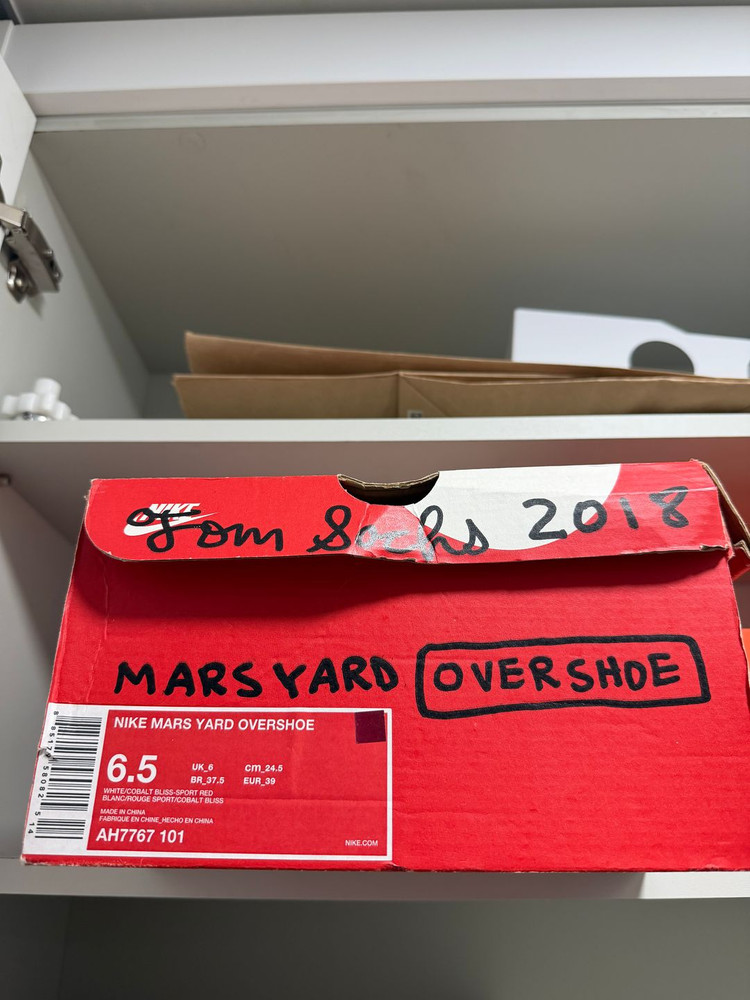 NIKE
Tom Sachs 2018
MARS YARD OVERSHOE
NIKE MARS YARD OVERSHOE
6.5
UK_6
cm_24.5
BR_37.5
EUR_39
WHITE/COBALT BLISS-SPORT RED
BLANC/ROUGE SPORT/COBALT BLISS
MADE IN CHINA
FABRIQUE EN CHINE_HECHO EN CHINA
AH7767 101
NIKE.COM